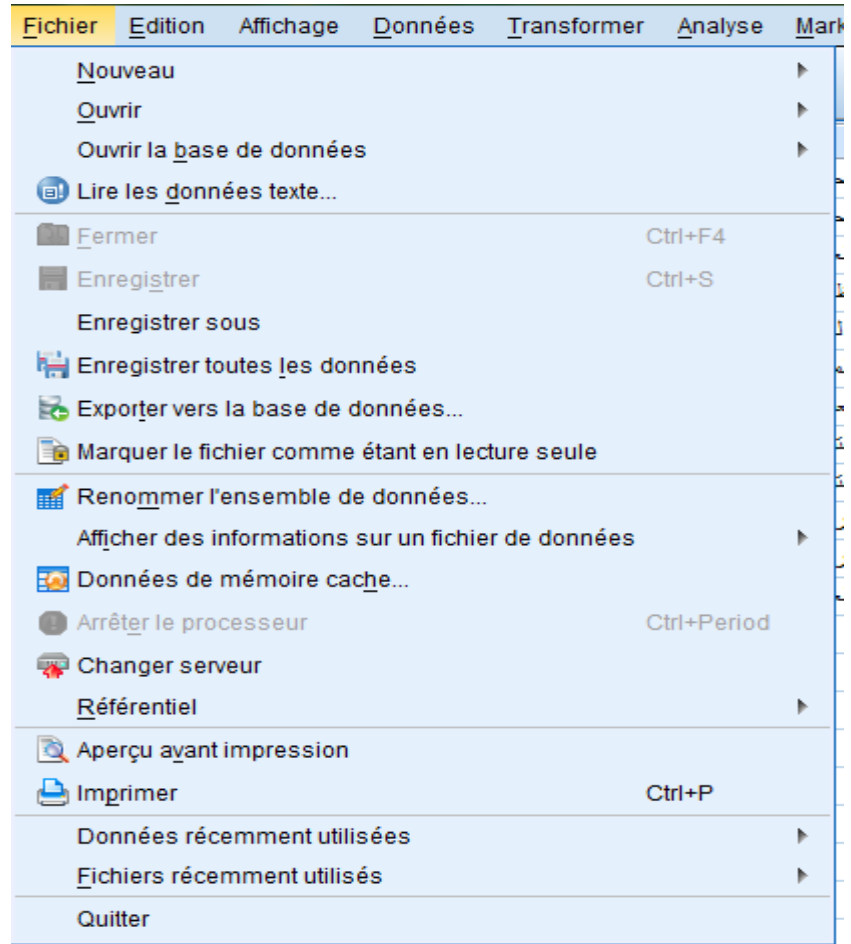 Fichier Edition Affichage Données Transformer Analyse
Nouveau
Ouvrir
Ouvrir la base de données
Lire les données texte...
Fermer Ctrl+F4
Enregistrer Ctrl+S
Enregistrer sous
Enregistrer toutes les données
Exporter vers la base de données...
Marquer le fichier comme étant en lecture seule
Renommer l'ensemble de données...
Afficher des informations sur un fichier de données
Données de mémoire cache...
Arrêter le processeur Ctrl+Period
Changer serveur
Référentiel
Aperçu avant impression
Imprimer Ctrl+P
Données récemment utilisées
Fichiers récemment utilisés
Quitter